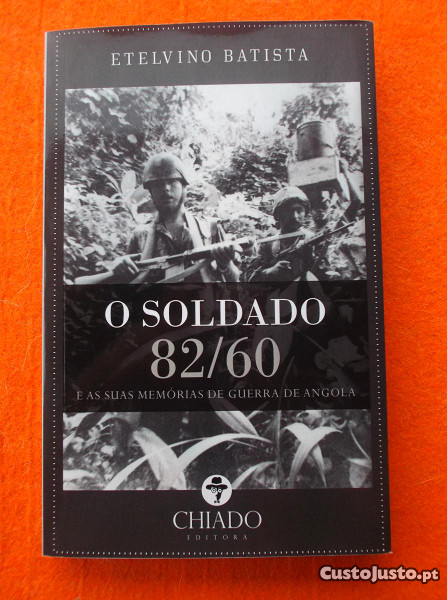 ETELVINO BATISTA
O SOLDADO
82/60
E AS SUAS MEMÓRIAS DE GUERRA DE ANGOLA
CHIADO
EDITORA
CustoJusto.pt